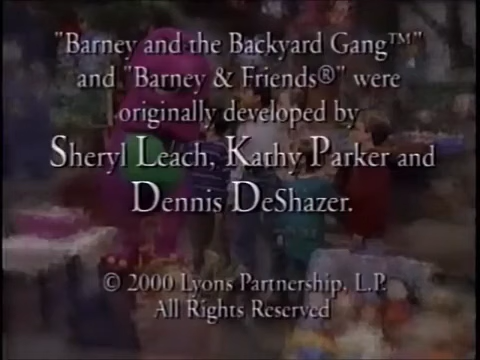 "Barney and the Backyard Gang™"
and "Barney & Friends®" were
originally developed by
Sheryl Leach, Kathy Parker and
Dennis DeShazer.
© 2000 Lyons Partnership, L.P.
All Rights Reserved